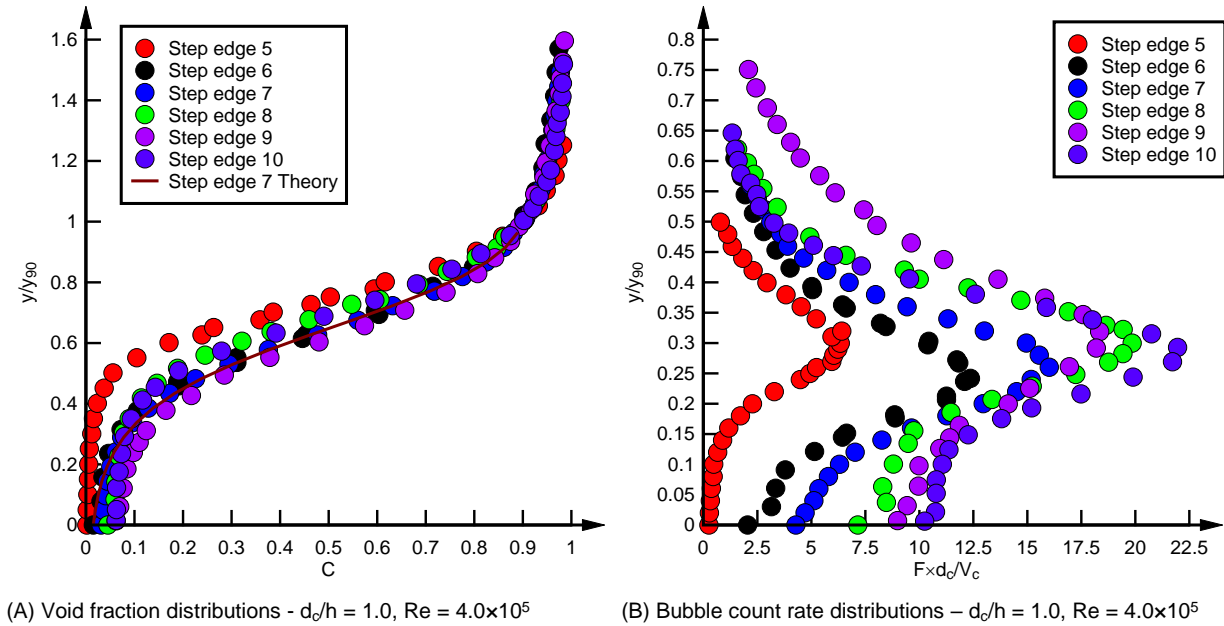 1.6
1.4
1.2
1
0.8
0.6
0.4
0.2
0
y/y90
0
0.1
0.2
0.3
0.4
0.5
0.6
0.7
0.8
0.9
1
C
Step edge 5
Step edge 6
Step edge 7
Step edge 8
Step edge 9
Step edge 10
Step edge 7 Theory
(A) Void fraction distributions - dc/h = 1.0, Re = 4.0×10⁵
0.8
0.75
0.7
0.65
0.6
0.55
0.5
0.45
0.4
0.35
0.3
0.25
0.2
0.15
0.1
0.05
0
y/y90
0
2.5
5
7.5
10
12.5
15
17.5
20
22.5
F×dc/Vc
Step edge 5
Step edge 6
Step edge 7
Step edge 8
Step edge 9
Step edge 10
(B) Bubble count rate distributions – dc/h = 1.0, Re = 4.0×10⁵